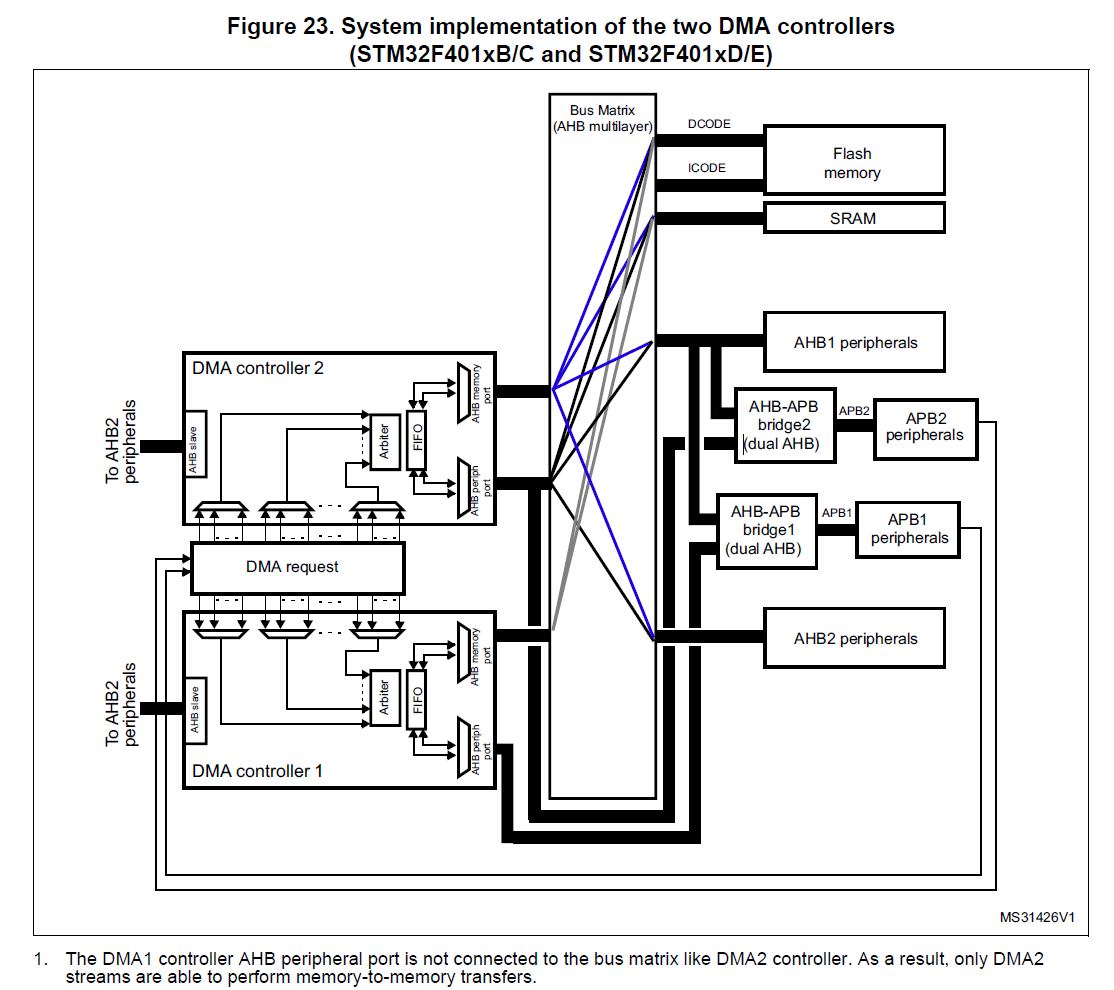 Figure 23. System implementation of the two DMA controllers
(STM32F401xB/C and STM32F401xD/E)
Bus Matrix
(AHB multilayer)
DCODE
Flash
memory
ICODE
SRAM
AHB1 peripherals
DMA controller 2
To AHB2
peripherals
AHB slave
Arbiter
FIFO
AHB memory
port
AHB periph
port
AHB-APB
bridge2
(dual AHB)
APB2
APB2
peripherals
AHB-APB
bridge1
(dual AHB)
APB1
APB1
peripherals
DMA request
AHB2 peripherals
To AHB2
peripherals
AHB slave
Arbiter
FIFO
AHB memory
port
AHB periph
port
DMA controller 1
MS31426V1
1. The DMA1 controller AHB peripheral port is not connected to the bus matrix like DMA2 controller. As a result, only DMA2
streams are able to perform memory-to-memory transfers.